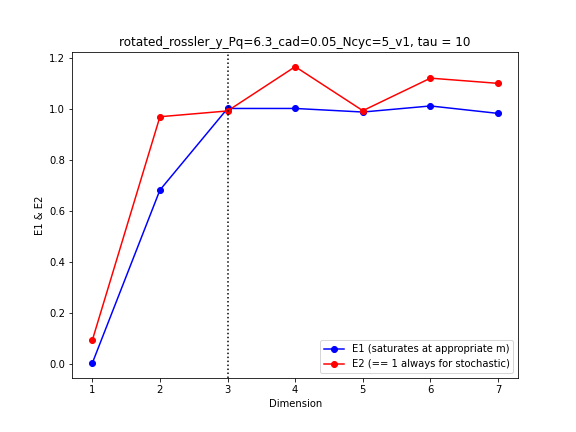 rotated_rossler_y_Pq=6.3_cad=0.05_Ncyc=5_v1, tau = 10
1.2
1.0
0.8
0.6
0.4
0.2
0.0
E1 & E2
E1 (saturates at appropriate m)
E2 (== 1 always for stochastic)
1 2 3 4 5 6 7
Dimension